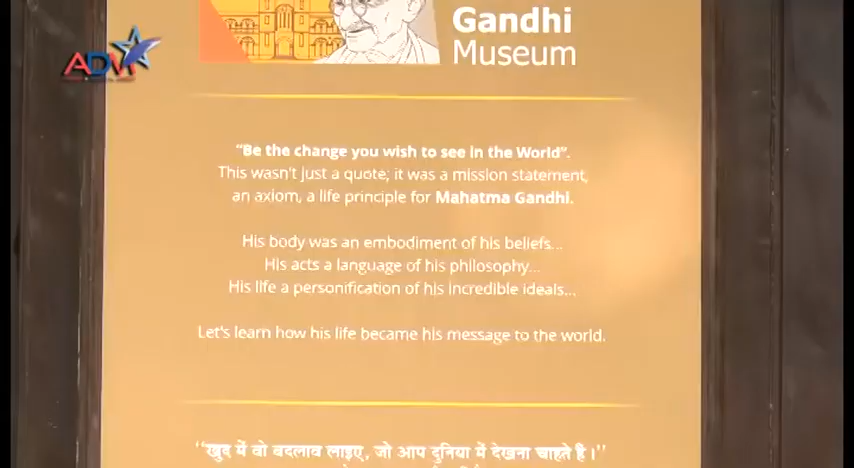 ADM
Gandhi
Museum
“Be the change you wish to see in the World”.
This wasn't just a quote; it was a mission statement,
an axiom, a life principle for Mahatma Gandhi.
His body was an embodiment of his beliefs...
His acts a language of his philosophy...
His life a personification of his incredible ideals...
Let's learn how his life became his message to the world.
“खुद में वो बदलाव लाइए, जो आप दुनिया में देखना चाहते है।”